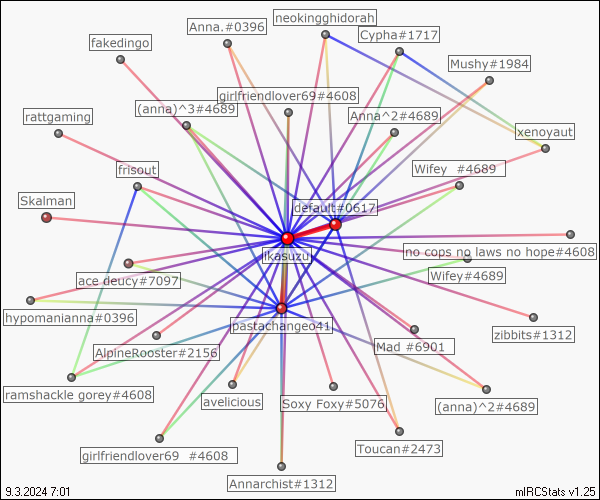 neokingghidorah
Anna.#0396
Cypha#1717
fakedingo
Mushy#1984
girlfriendlover69#4608
(anna)^3#4689
Anna^2#4689
rattgaming
xenoyaut
frisout
Wifey #4689
Skalman
default#0617
no cops no laws no hope#4608
jikasuzu
ace deucy#7097
Wifey#4689
hypomanianna#0396
pastachangeo41
zibbits#1312
AlpineRooster#2156
Mad #6901
ramshackle gorey#4608
avelicious
Soxy Foxy#5076
(anna)^2#4689
Toucan#2473
girlfriendlover69 #4608
Annarchist#1312
9.3.2024 7:01
mIRCStats v1.25